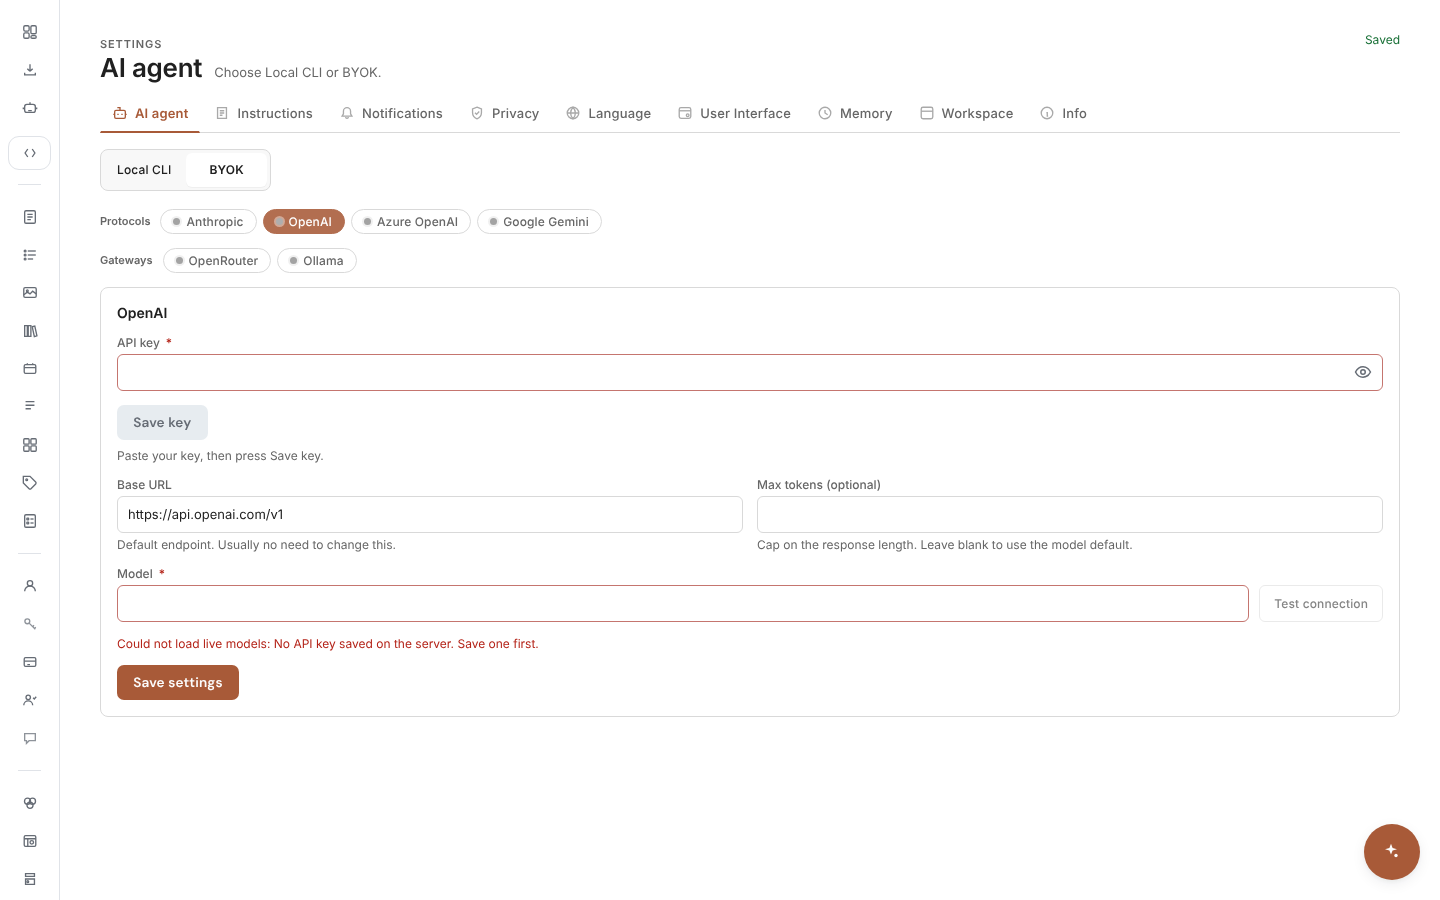 SETTINGS
Saved
AI agent Choose Local CLI or BYOK.
AI agent Instructions Notifications Privacy Language User Interface Memory Workspace Info
Local CLI BYOK
Protocols Anthropic OpenAI Azure OpenAI Google Gemini
Gateways OpenRouter Ollama
OpenAI
API key *
Save key
Paste your key, then press Save key.
Base URL Max tokens (optional)
https://api.openai.com/v1
Default endpoint. Usually no need to change this. Cap on the response length. Leave blank to use the model default.
Model *
Test connection
Could not load live models: No API key saved on the server. Save one first.
Save settings